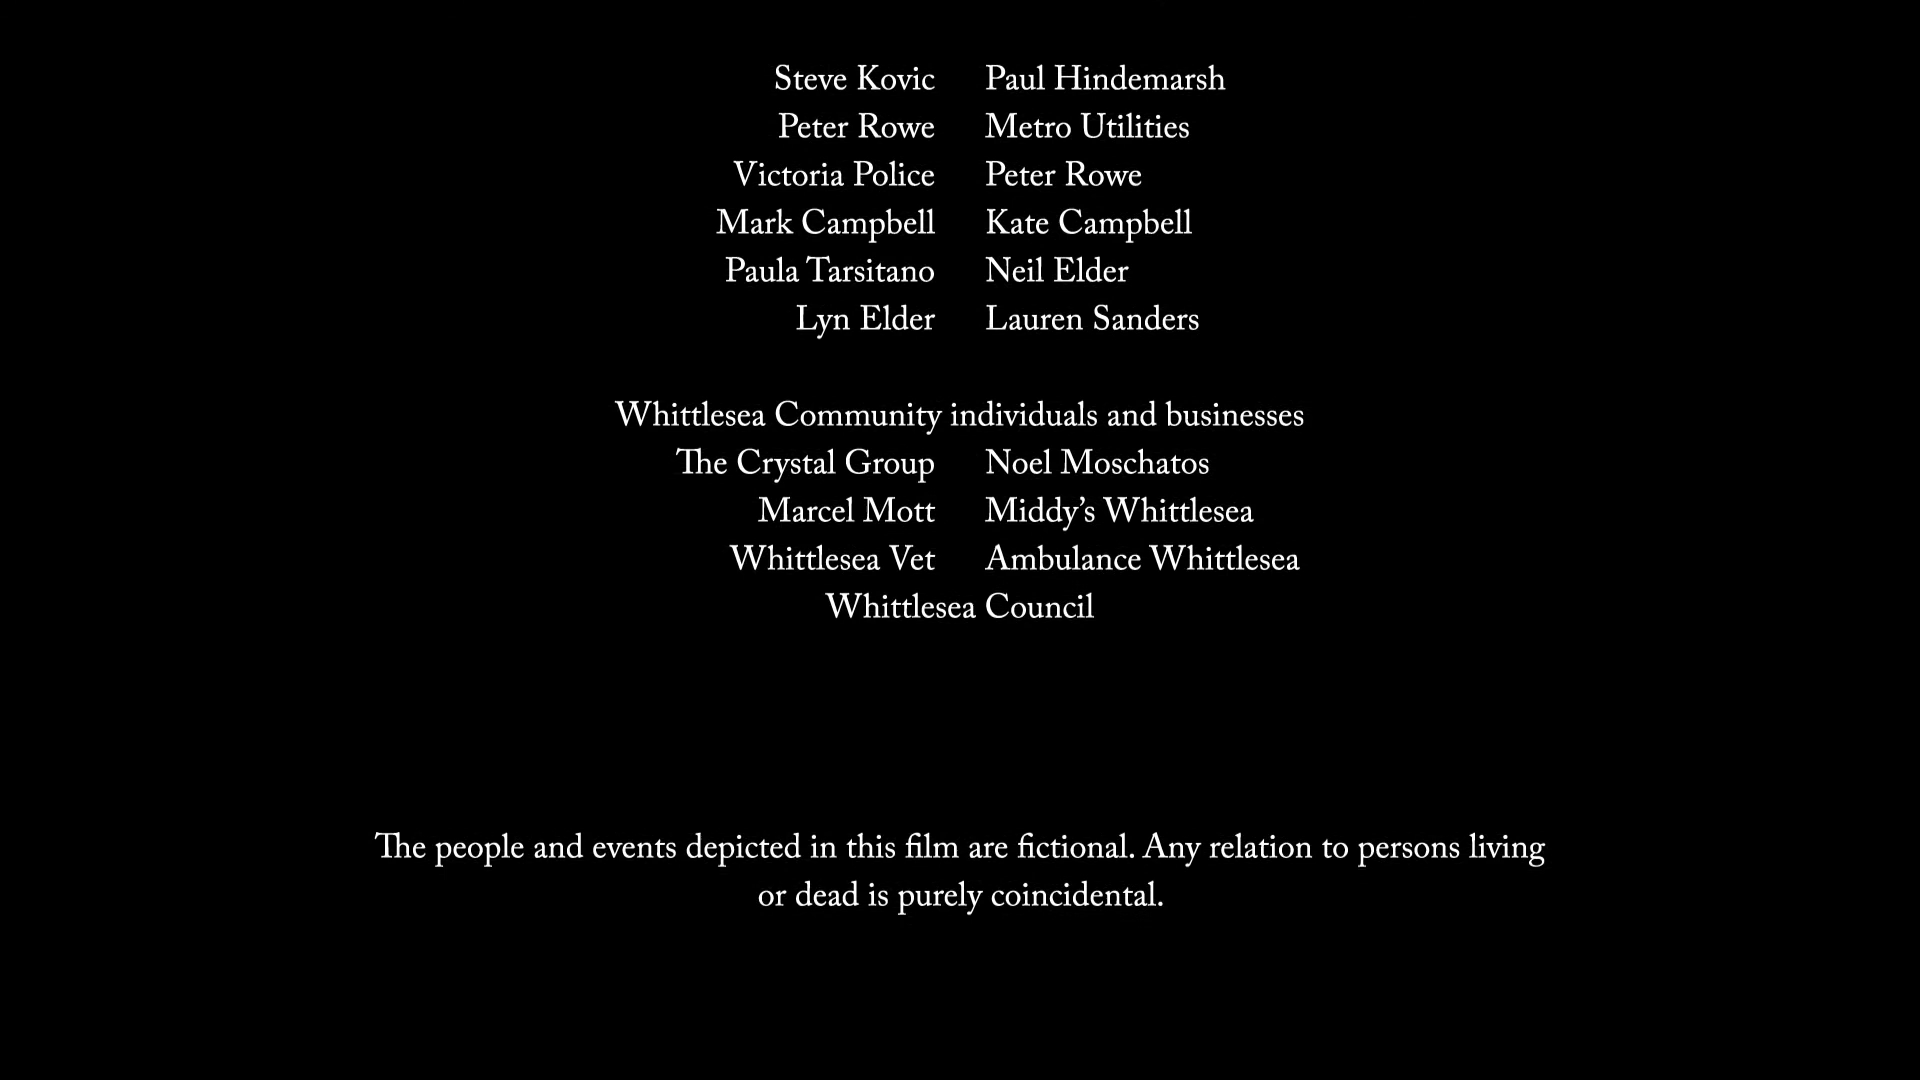 Steve Kovic Paul Hindemarsh
Peter Rowe Metro Utilities
Victoria Police Peter Rowe
Mark Campbell Kate Campbell
Paula Tarsitano Neil Elder
Lyn Elder Lauren Sanders
Whittlesea Community individuals and businesses
The Crystal Group Noel Moschatos
Marcel Mott Middy’s Whittlesea
Whittlesea Vet Ambulance Whittlesea
Whittlesea Council
The people and events depicted in this film are fictional. Any relation to persons living
or dead is purely coincidental.